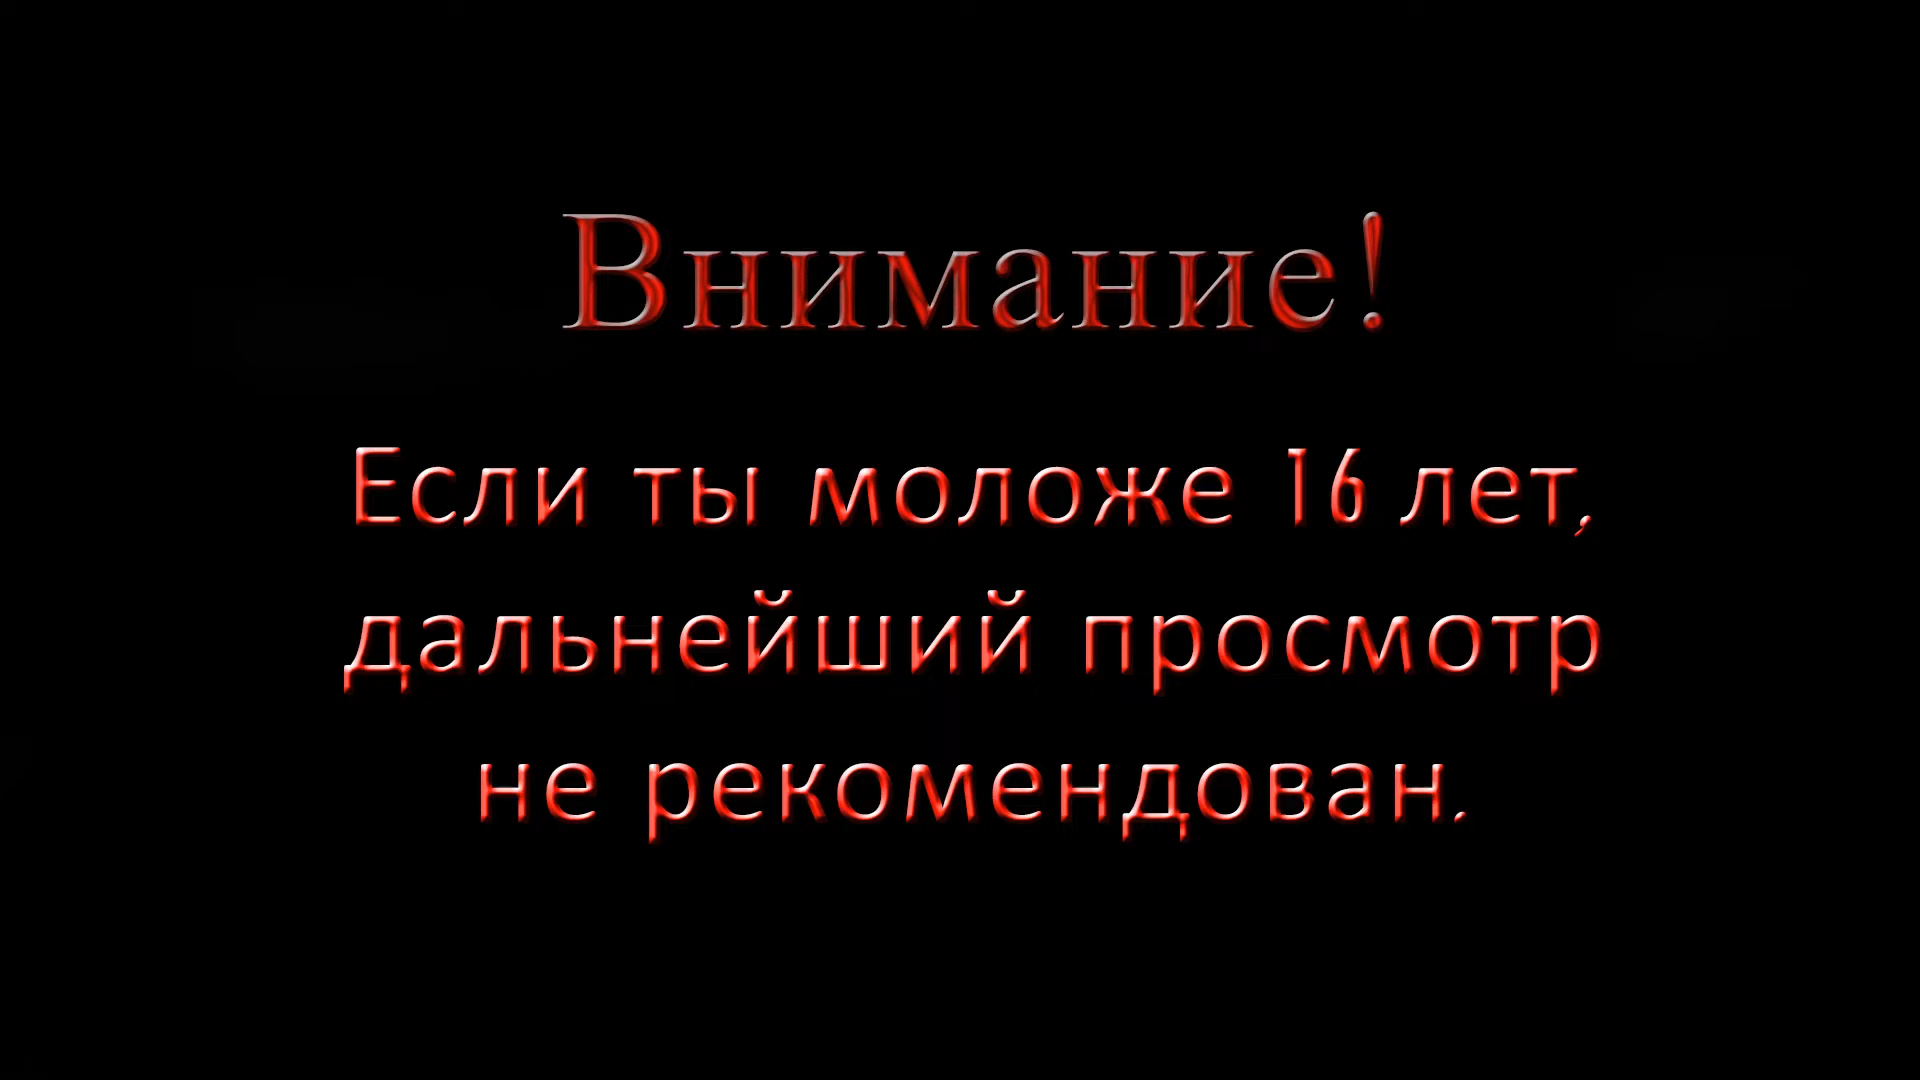 Внимание!
Если ты моложе 16 лет,
дальнейший просмотр
не рекомендован.